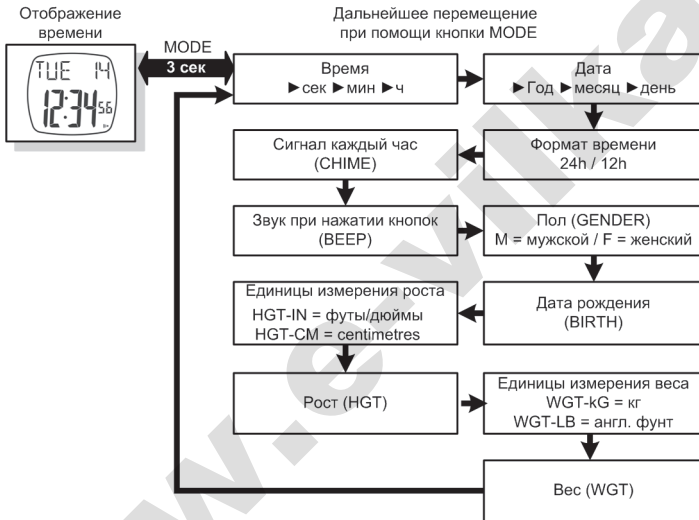 Отображение
времени
Дальнейшее перемещение
при помощи кнопки MODE
MODE
3 сек
TUE 14
12:34 56
Время
►сек ►мин ►ч
Дата
►Год ►месяц ►день
Сигнал каждый час
(CHIME)
Формат времени
24h / 12h
Звук при нажатии кнопок
(BEEP)
Пол (GENDER)
M = мужской / F = женский
Единицы измерения роста
HGT-IN = футы/дюймы
HGT-CM = centimetres
Дата рождения
(BIRTH)
Рост (HGT)
Единицы измерения веса
WGT-kG = кг
WGT-LB = англ. фунт
Вес (WGT)